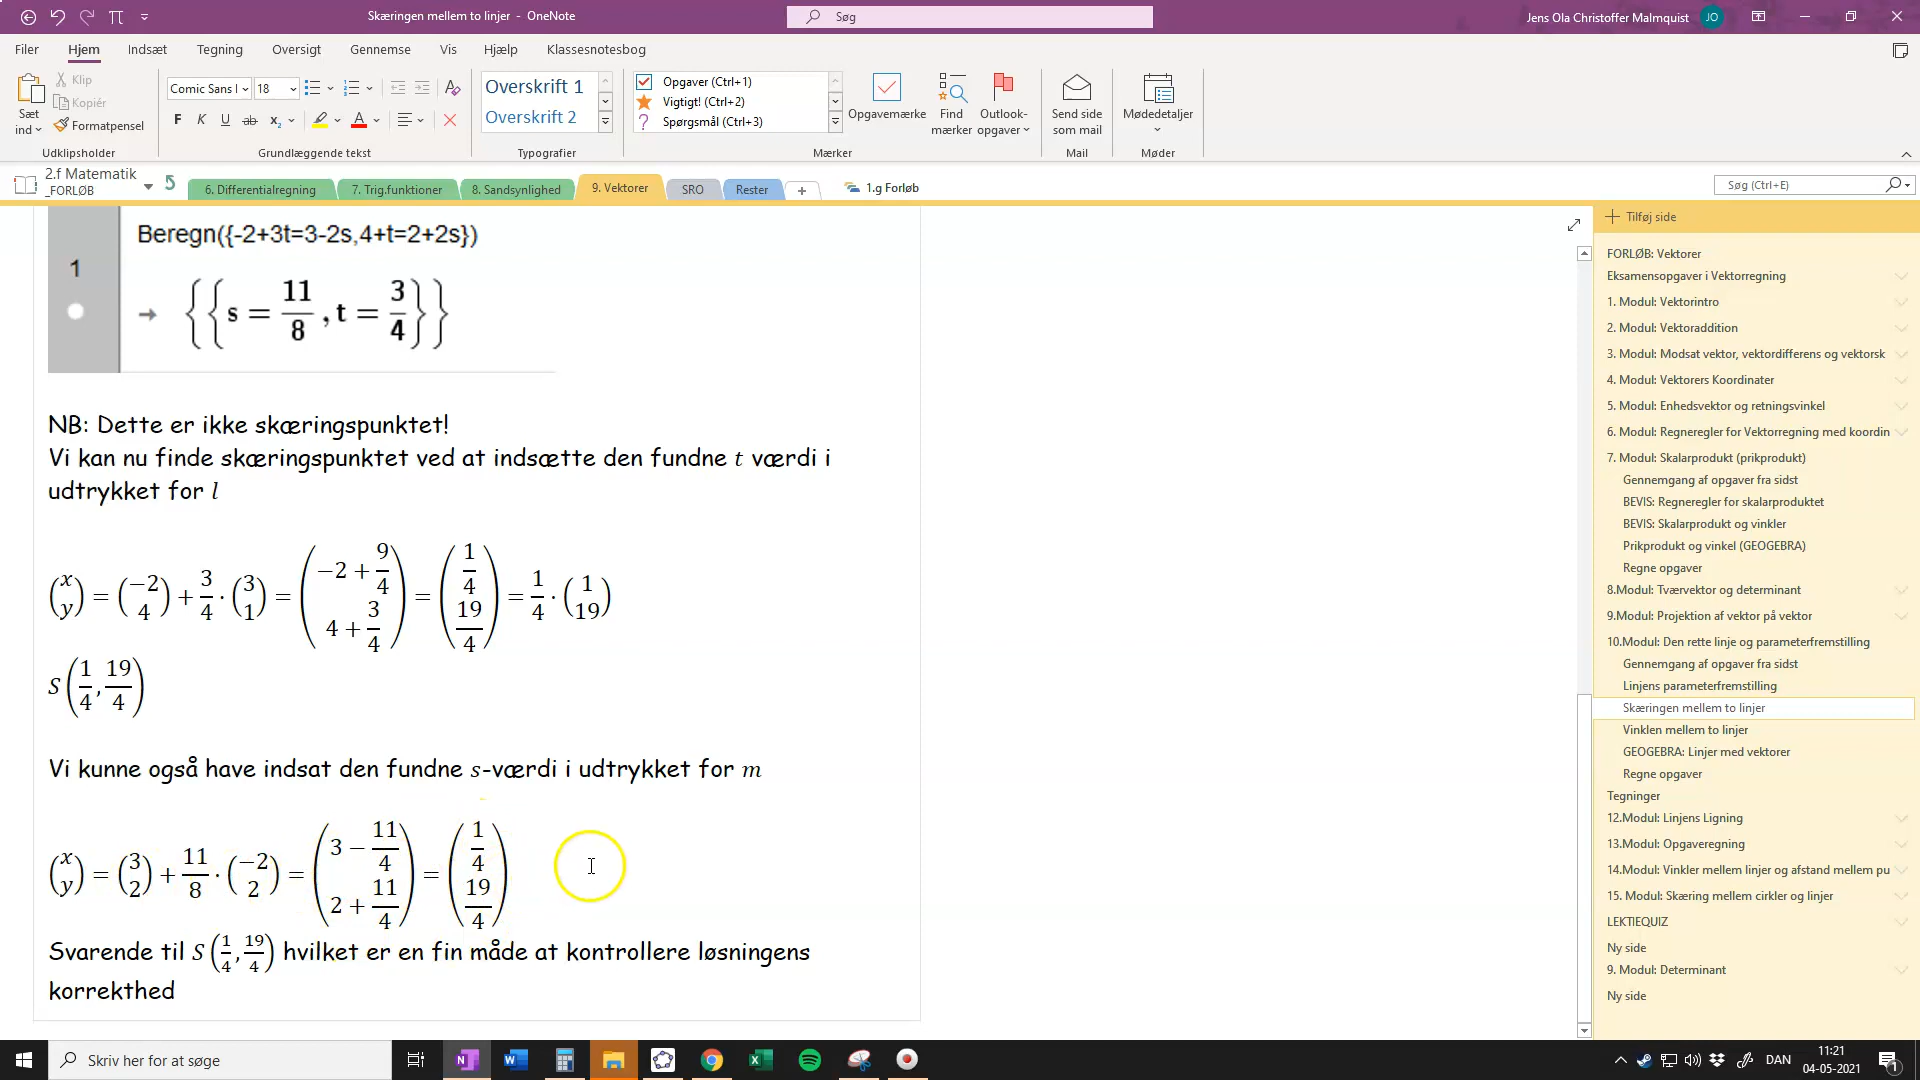 Skæringen mellem to linjer - OneNote
Søg
Jens Ola Christoffer Malmquist
JO
Filer
Hjem
Indsæt
Tegning
Oversigt
Gennemse
Vis
Hjælp
Klassesnotesbog
Sæt ind
Klip
Kopiér
Formatpensel
Udklipsholder
Comic Sans
18
F K U ab x₂ A
Grundlæggende tekst
Overskrift 1
Overskrift 2
Typografier
Opgaver (Ctrl+1)
Vigtigt! (Ctrl+2)
? Spørgsmål (Ctrl+3)
Opgavemærke
Find mærker
Outlook-opgaver
Mærker
Send side som mail
Mail
Mødedetaljer
Møder
2.f Matematik
_FORLØB
6. Differentialregning
7. Trig.funktioner
8. Sandsynlighed
9. Vektorer
SRO
Rester
+
1.g Forløb
Søg (Ctrl+E)
1
Beregn({-2+3t=3-2s,4+t=2+2s})
→ {{s = 11/8 , t = 3/4}}
NB: Dette er ikke skæringspunktet!
Vi kan nu finde skæringspunktet ved at indsætte den fundne t værdi i
udtrykket for l
(x y) = (−2 4) + 3/4 · (3 1) = (−2 + 9/4 4 + 3/4) = (1/4 19/4) = 1/4 · (1 19)
S(1/4, 19/4)
Vi kunne også have indsat den fundne s-værdi i udtrykket for m
(x y) = (3 2) + 11/8 · (−2 2) = (3 − 11/4 2 + 11/4) = (1/4 19/4)
Svarende til S(1/4, 19/4) hvilket er en fin måde at kontrollere løsningens
korrekthed
Tilføj side
FORLØB: Vektorer
Eksamensopgaver i Vektorregning
1. Modul: Vektorintro
2. Modul: Vektoraddition
3. Modul: Modsat vektor, vektordifferens og vektorsk
4. Modul: Vektorers Koordinater
5. Modul: Enhedsvektor og retningsvinkel
6. Modul: Regneregler for Vektorregning med koordin
7. Modul: Skalarprodukt (prikprodukt)
Gennemgang af opgaver fra sidst
BEVIS: Regneregler for skalarproduktet
BEVIS: Skalarprodukt og vinkler
Prikprodukt og vinkel (GEOGEBRA)
Regne opgaver
8.Modul: Tværvektor og determinant
9.Modul: Projektion af vektor på vektor
10.Modul: Den rette linje og parameterfremstilling
Gennemgang af opgaver fra sidst
Linjens parameterfremstilling
Skæringen mellem to linjer
Vinklen mellem to linjer
GEOGEBRA: Linjer med vektorer
Regne opgaver
Tegninger
12.Modul: Linjens Ligning
13.Modul: Opgaveregning
14.Modul: Vinkler mellem linjer og afstand mellem pu
15. Modul: Skæring mellem cirkler og linjer
LEKTIEQUIZ
Ny side
9. Modul: Determinant
Ny side
Skriv her for at søge
DAN
11:21
04-05-2021
1